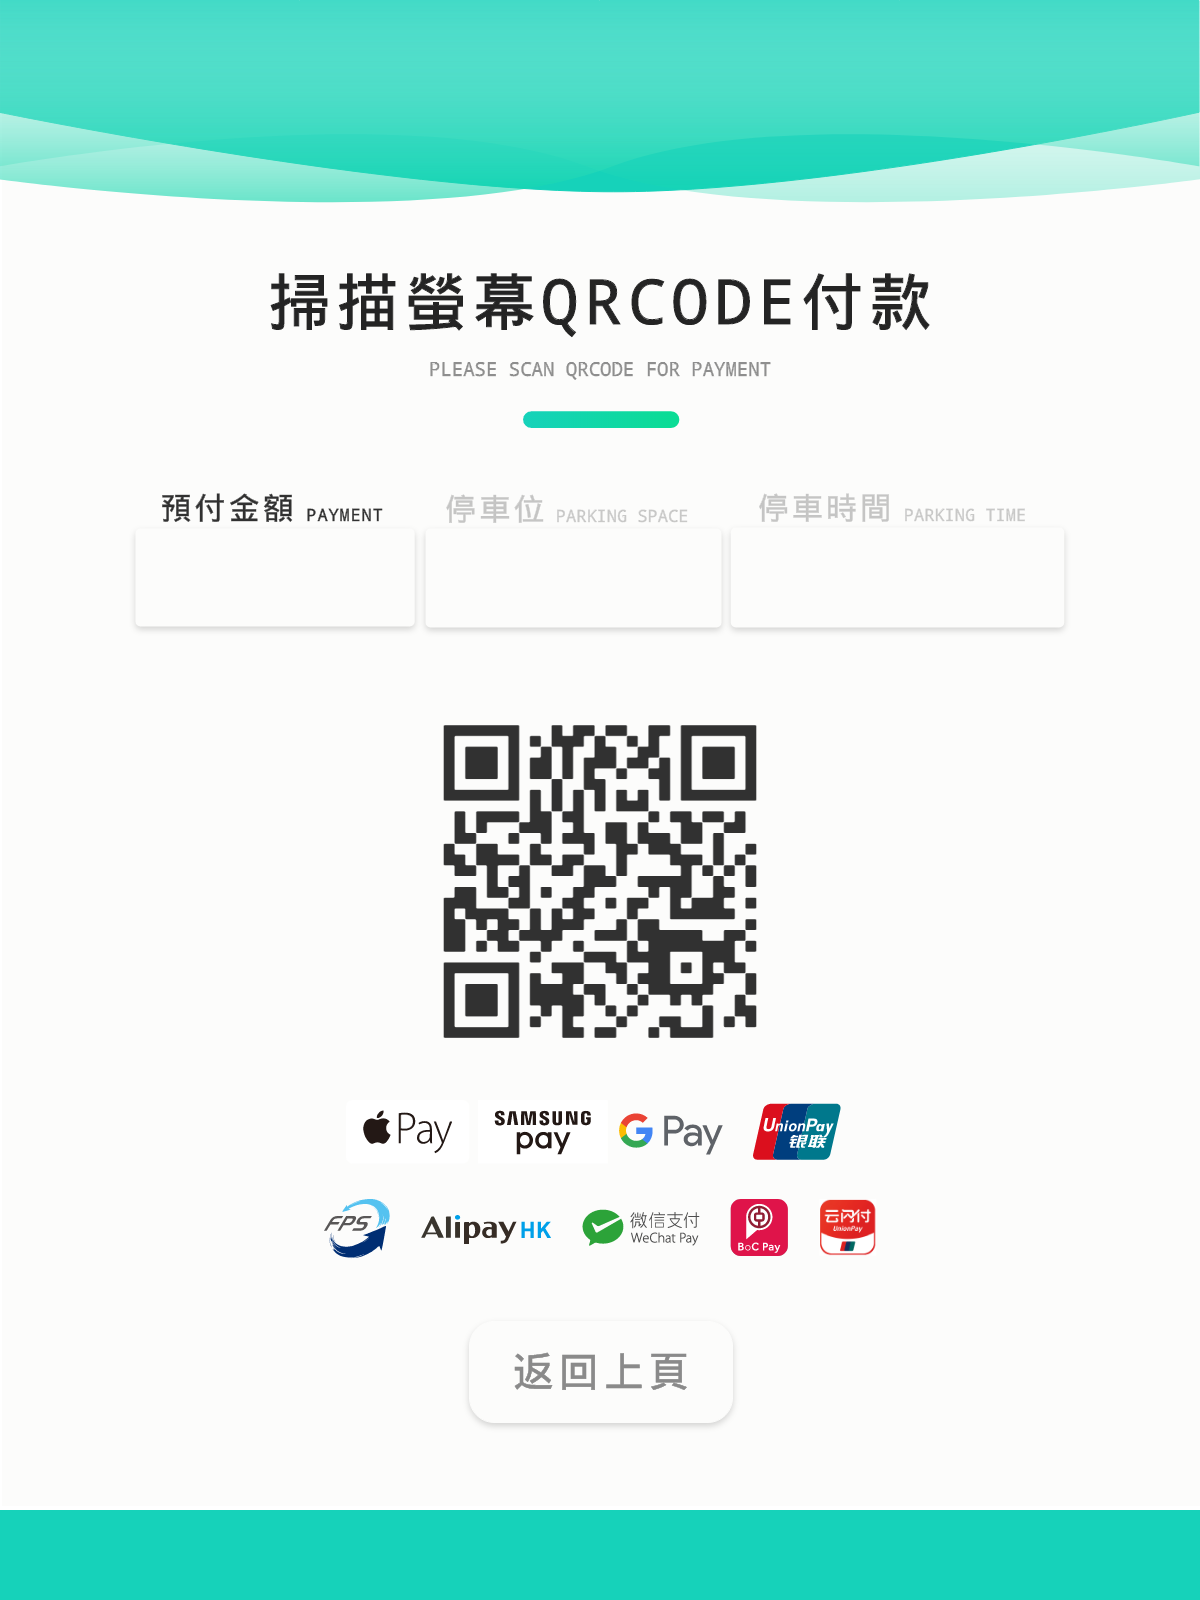 掃描螢幕QRCODE付款
PLEASE SCAN QRCODE FOR PAYMENT
預付金額 PAYMENT
停車位 PARKING SPACE
停車時間 PARKING TIME
Pay
SAMSUNG
pay
G Pay
UnionPay
银联
FPS
AlipayHK
微信支付
WeChat Pay
BoC Pay
云闪付
UnionPay
返回上頁